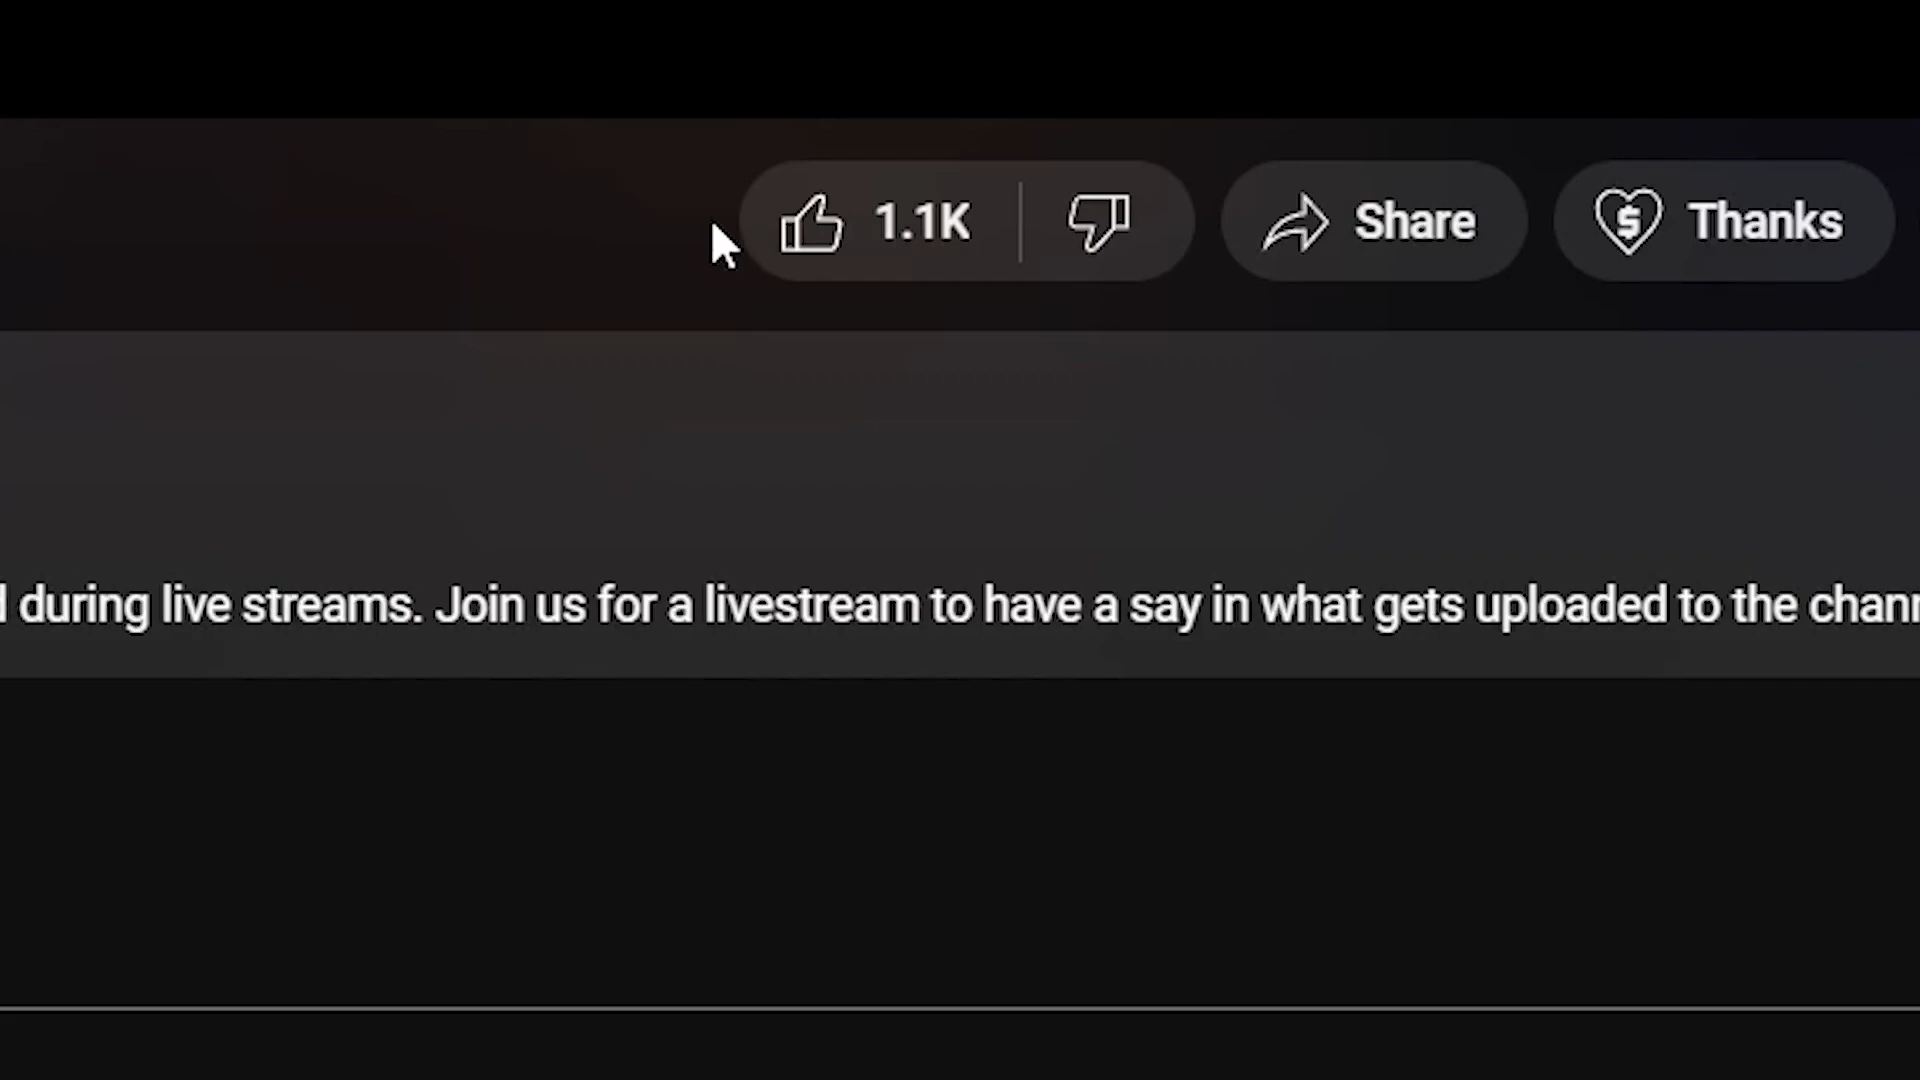 1.1K Share Thanks
during live streams. Join us for a livestream to have a say in what gets uploaded to the